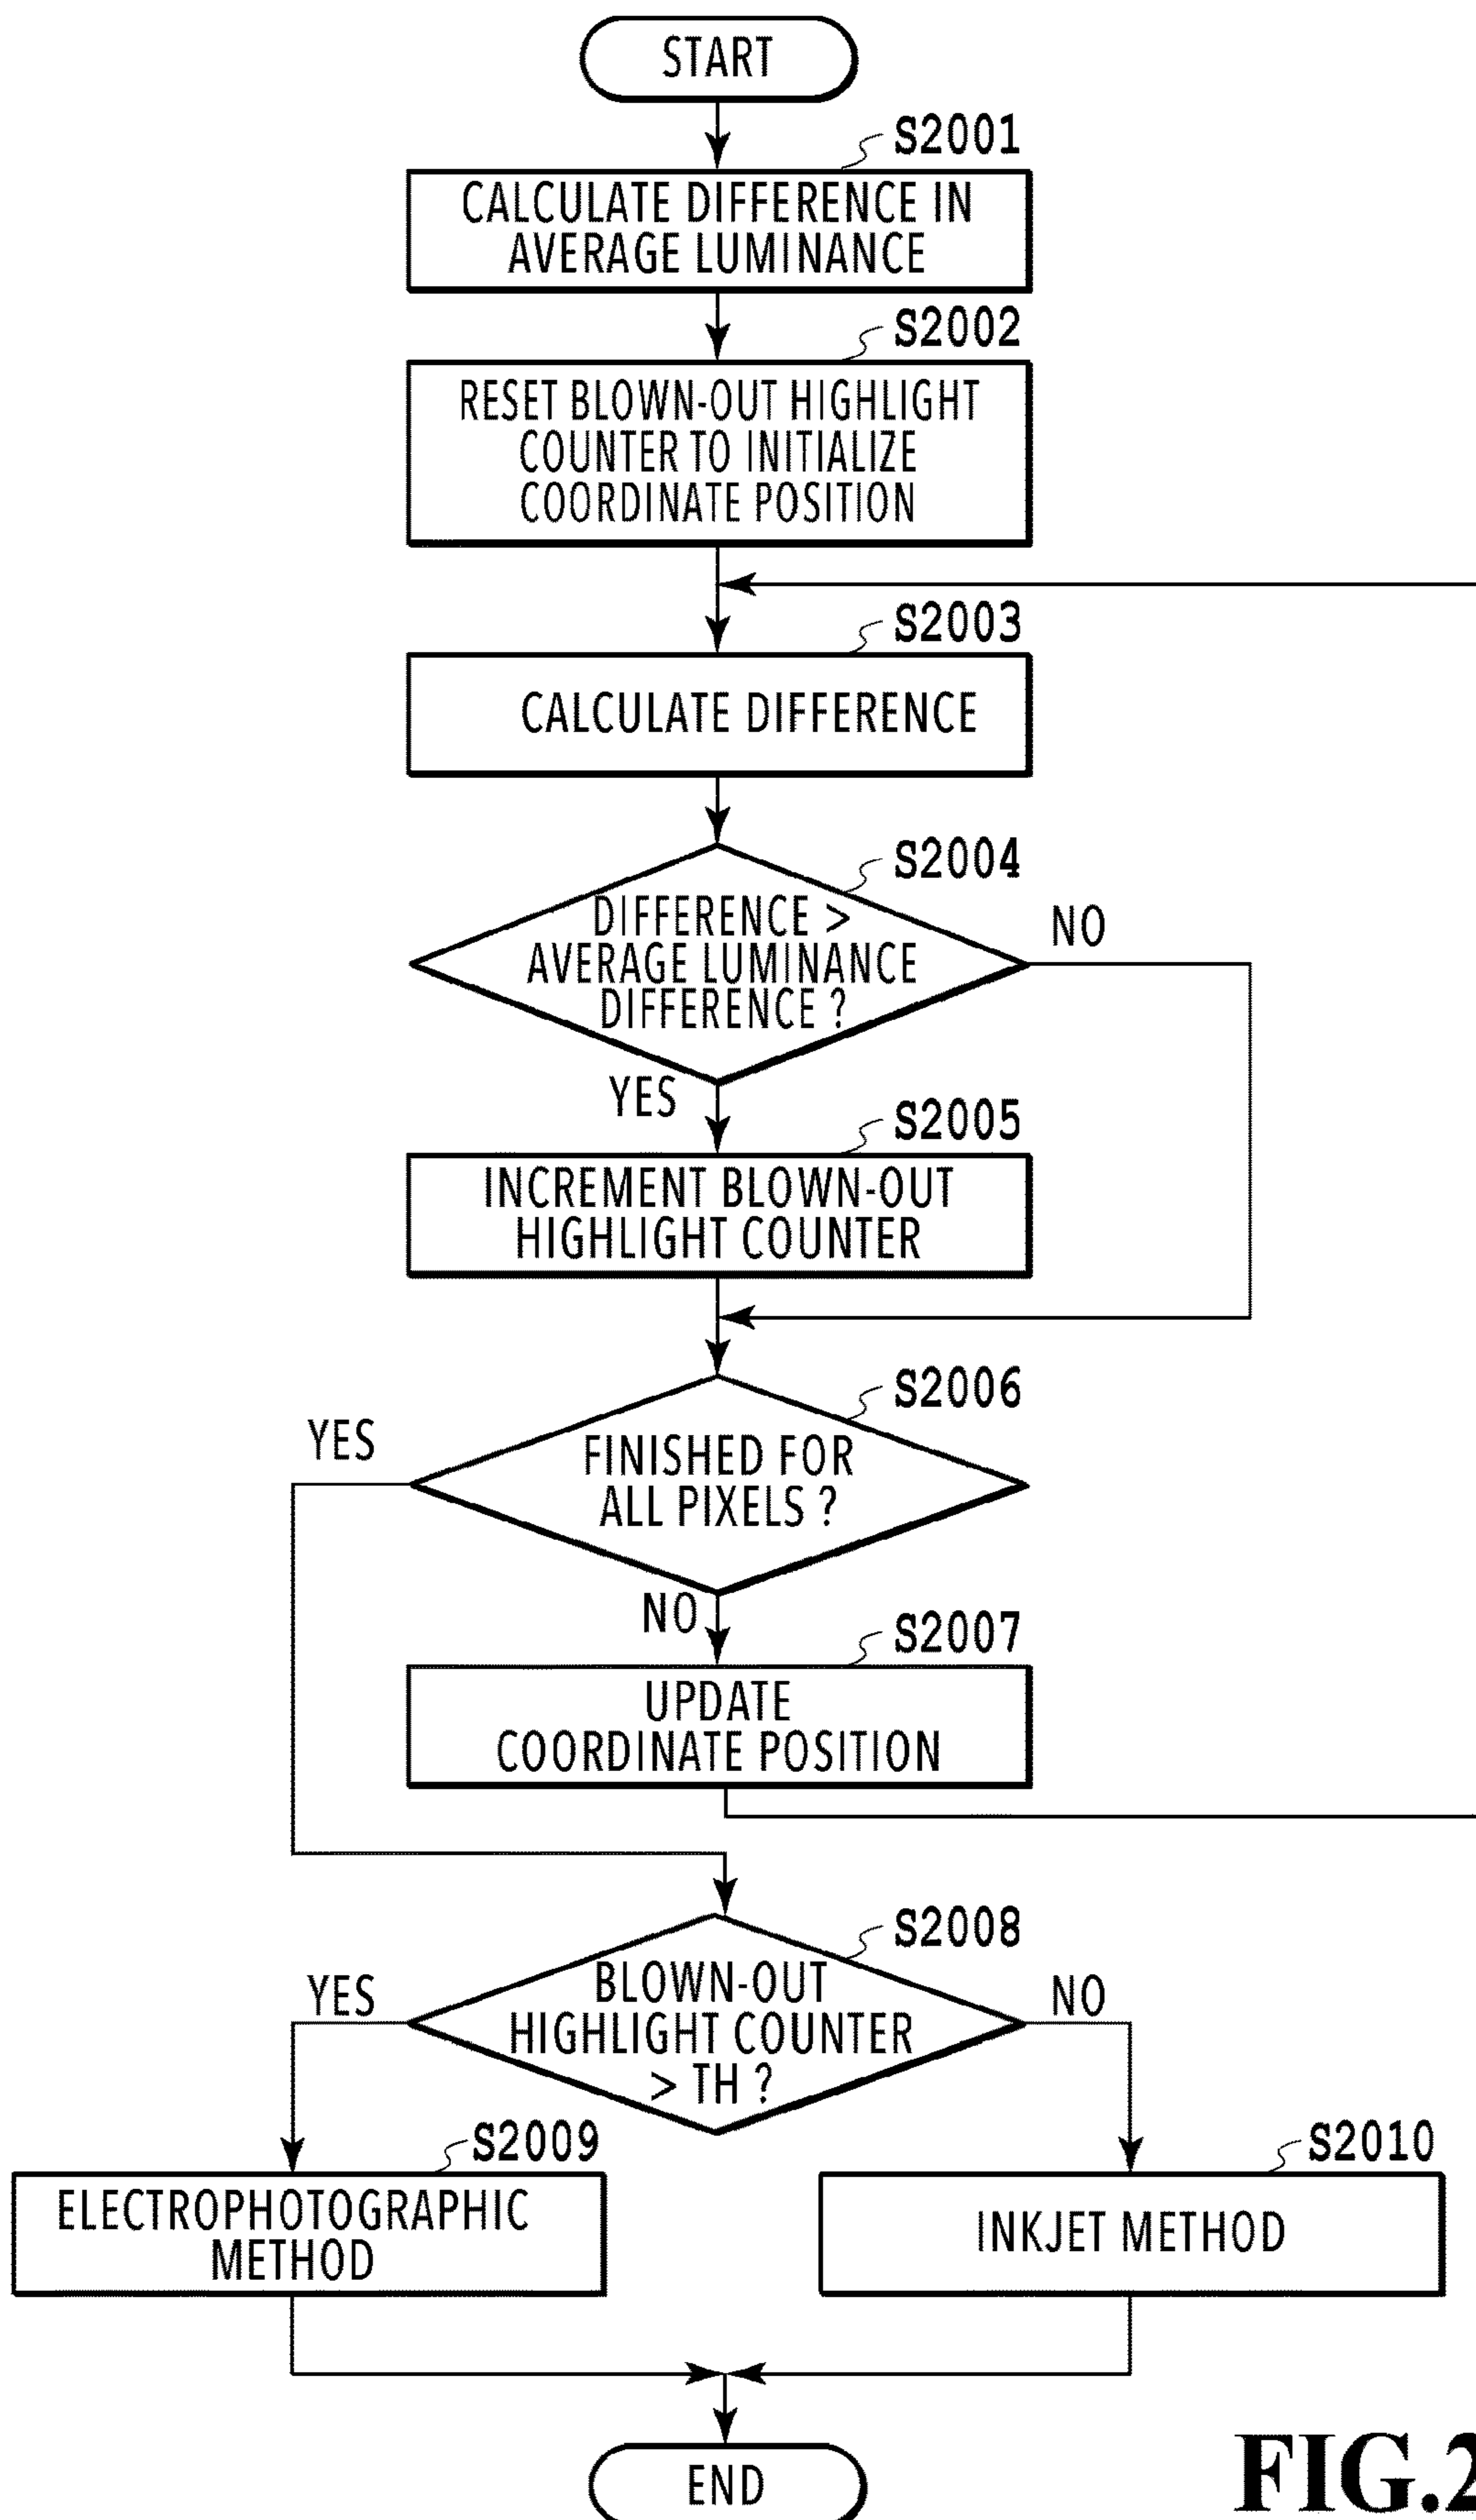 START
S2001
CALCULATE DIFFERENCE IN
AVERAGE LUMINANCE
S2002
RESET BLOWN-OUT HIGHLIGHT
COUNTER TO INITIALIZE
COORDINATE POSITION
S2003
CALCULATE DIFFERENCE
S2004
DIFFERENCE >
AVERAGE LUMINANCE
DIFFERENCE ?
NO
YES
S2005
INCREMENT BLOWN-OUT
HIGHLIGHT COUNTER
S2006
YES
FINISHED FOR
ALL PIXELS ?
NO
S2007
UPDATE
COORDINATE POSITION
S2008
YES
BLOWN-OUT
HIGHLIGHT COUNTER
> TH ?
NO
S2009
ELECTROPHOTOGRAPHIC
METHOD
S2010
INKJET METHOD
END
FIG.2